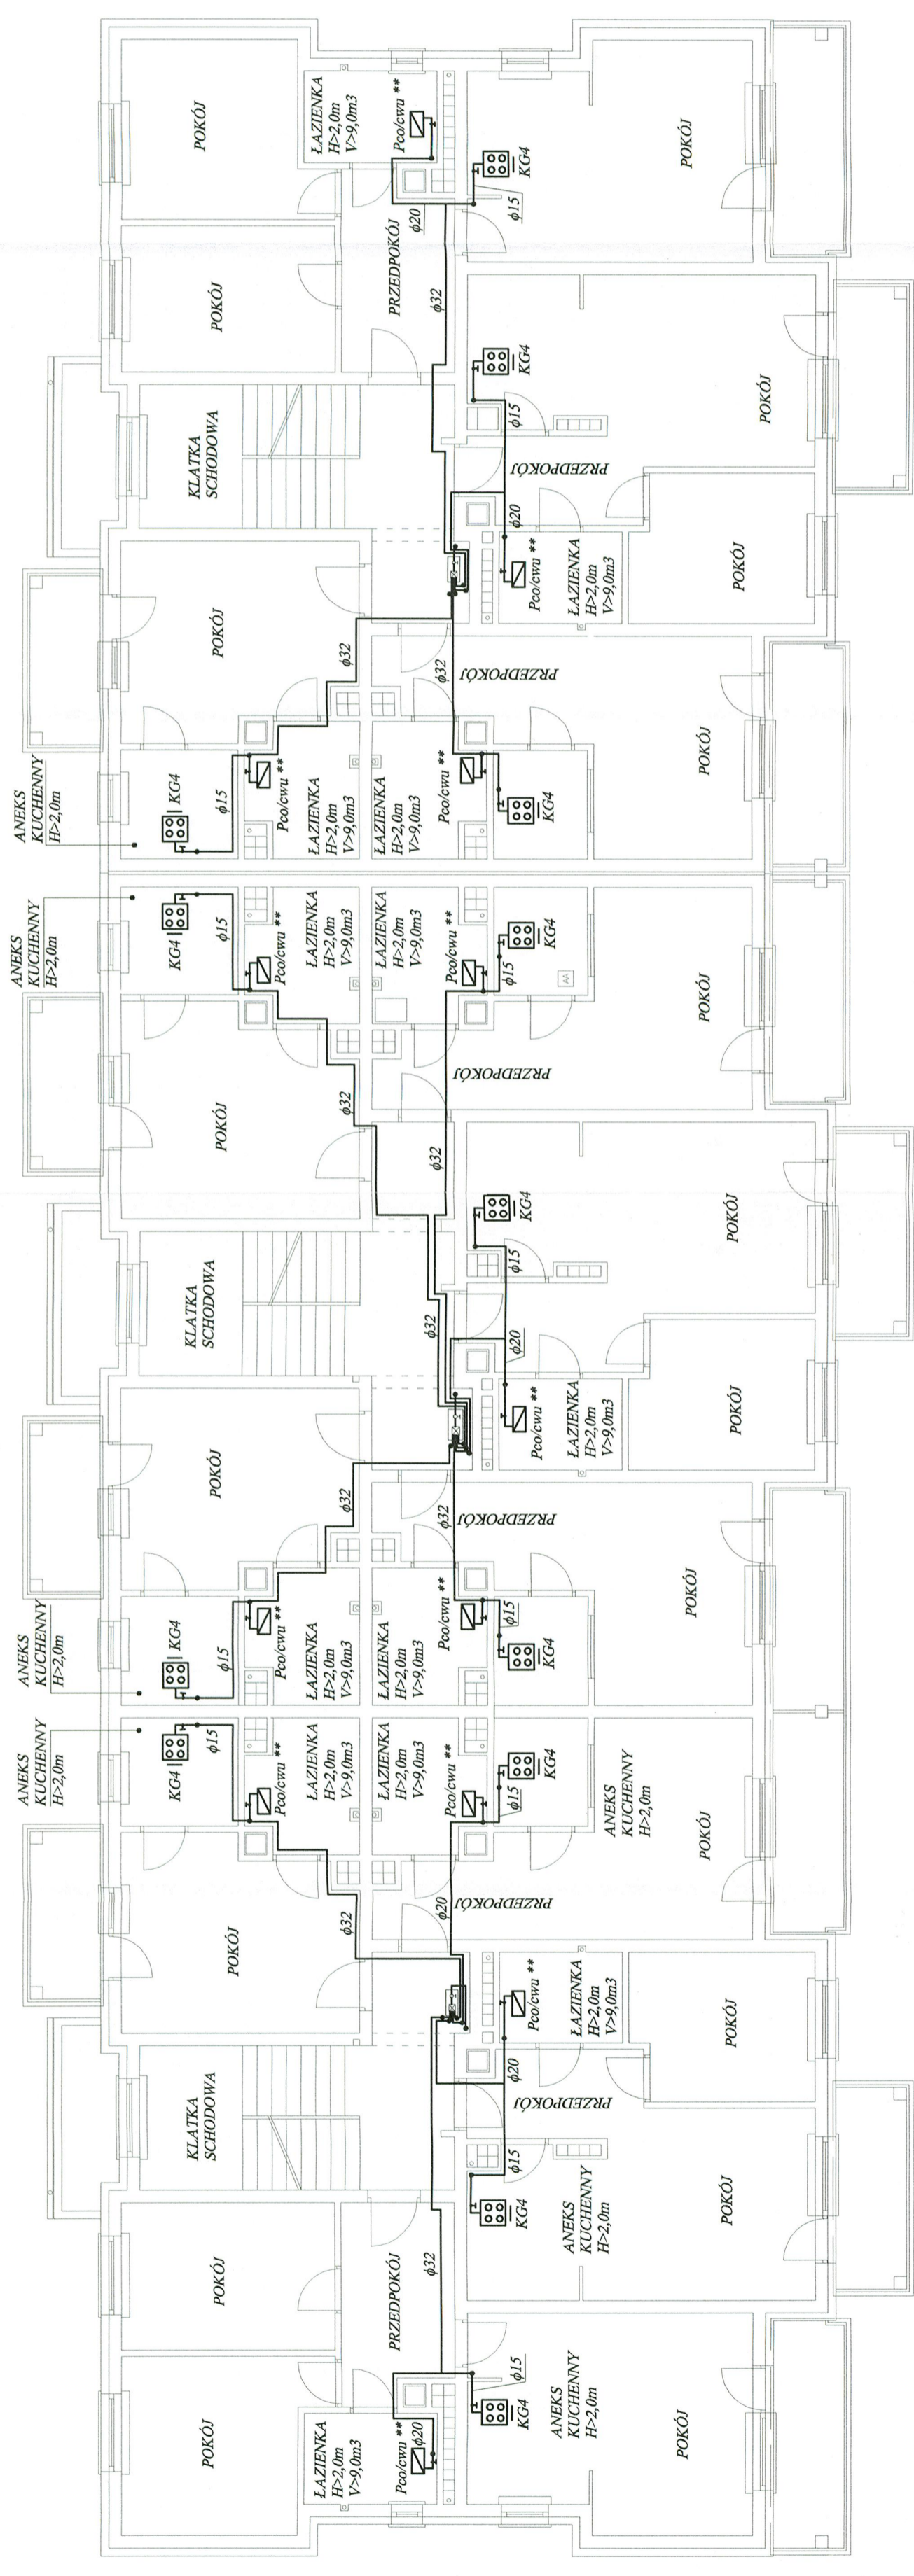 POKÓJ
ŁAZIENKA
H>2,0m
V>9,0m3
Pco/cwu **
KG4
POKÓJ
ϕ15
ϕ20
PRZEDPOKÓJ
POKÓJ
ϕ32
KG4
POKÓJ
ϕ15
KLATKA
SCHODOWA
PRZEDPOKÓJ
ϕ20
Pco/cwu **
ŁAZIENKA
H>2,0m
V>9,0m3
POKÓJ
POKÓJ
ϕ32
ϕ32
PRZEDPOKÓJ
POKÓJ
ANEKS
KUCHENNY
H>2,0m
KG4
ϕ15
Pco/cwu **
ŁAZIENKA
H>2,0m
V>9,0m3
ŁAZIENKA
H>2,0m
V>9,0m3
Pco/cwu **
KG4
ANEKS
KUCHENNY
H>2,0m
KG4
ϕ15
Pco/cwu **
ŁAZIENKA
H>2,0m
V>9,0m3
ŁAZIENKA
H>2,0m
V>9,0m3
Pco/cwu **
ϕ15
KG4
AA
POKÓJ
PRZEDPOKÓJ
POKÓJ
ϕ32
ϕ32
KG4
POKÓJ
ϕ15
KLATKA
SCHODOWA
ϕ32
ϕ20
Pco/cwu **
ŁAZIENKA
H>2,0m
V>9,0m3
POKÓJ
POKÓJ
ϕ32
ϕ32
PRZEDPOKÓJ
POKÓJ
ANEKS
KUCHENNY
H>2,0m
KG4
ϕ15
Pco/cwu **
ŁAZIENKA
H>2,0m
V>9,0m3
ŁAZIENKA
H>2,0m
V>9,0m3
Pco/cwu **
ϕ15
KG4
ANEKS
KUCHENNY
H>2,0m
KG4
ϕ15
Pco/cwu **
ŁAZIENKA
H>2,0m
V>9,0m3
ŁAZIENKA
H>2,0m
V>9,0m3
Pco/cwu **
ϕ15
KG4
ANEKS
KUCHENNY
H>2,0m
POKÓJ
PRZEDPOKÓJ
ϕ20
ϕ32
POKÓJ
Pco/cwu **
ŁAZIENKA
H>2,0m
V>9,0m3
POKÓJ
ϕ20
PRZEDPOKÓJ
KLATKA
SCHODOWA
ϕ15
KG4
ANEKS
KUCHENNY
H>2,0m
POKÓJ
POKÓJ
PRZEDPOKÓJ
ϕ32
ϕ15
KG4
ANEKS
KUCHENNY
H>2,0m
POKÓJ
POKÓJ
ŁAZIENKA
H>2,0m
V>9,0m3
Pco/cwu **
ϕ20